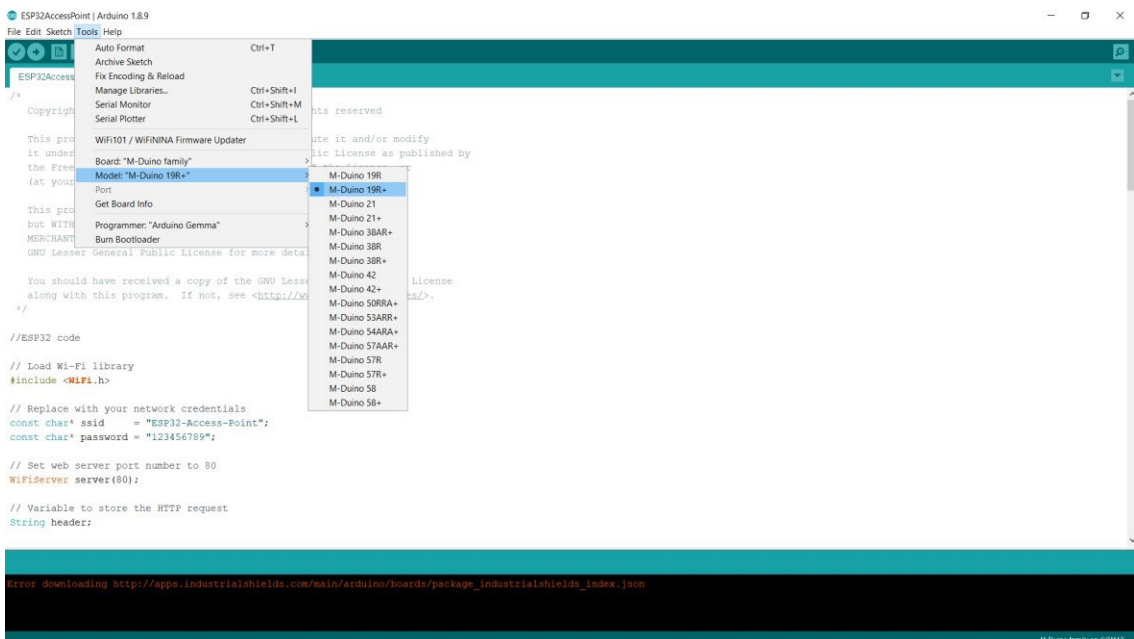 ESP32AccessPoint | Arduino 1.8.9
File Edit Sketch Tools Help
Auto Format Ctrl+T
Archive Sketch
Fix Encoding & Reload
Manage Libraries... Ctrl+Shift+I
Serial Monitor Ctrl+Shift+M
Serial Plotter Ctrl+Shift+L
WiFi101 / WiFiNINA Firmware Updater
Board: "M-Duino family"
Model: "M-Duino 19R+"
Port
Get Board Info
Programmer: "Arduino Gemma"
Burn Bootloader
M-Duino 19R
M-Duino 19R+
M-Duino 21
M-Duino 21+
M-Duino 38AR+
M-Duino 38R
M-Duino 38R+
M-Duino 42
M-Duino 42+
M-Duino 50RRA+
M-Duino 53ARR+
M-Duino 54ARA+
M-Duino 57AAR+
M-Duino 57R
M-Duino 57R+
M-Duino 58
M-Duino 58+
ESP32Access
/*
Copyrigh hts reserved
This pro ute it and/or modify
it under lic License as published by
the Free
(at your
This pro
but WITH
MERCHANT
GNU Lesser General Public License for more detai
You should have received a copy of the GNU Lesse License
along with this program. If not, see <http://w es/>.
*/
//ESP32 code
// Load Wi-Fi library
#include <WiFi.h>
// Replace with your network credentials
const char* ssid = "ESP32-Access-Point";
const char* password = "123456789";
// Set web server port number to 80
WiFiServer server(80);
// Variable to store the HTTP request
String header;
Error downloading http://apps.industrialshields.com/main/arduino/boards/package_industrialshields_index.json